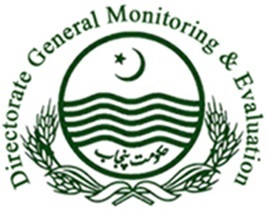 Directorate General Monitoring & Evaluation
حکومت پنجاب